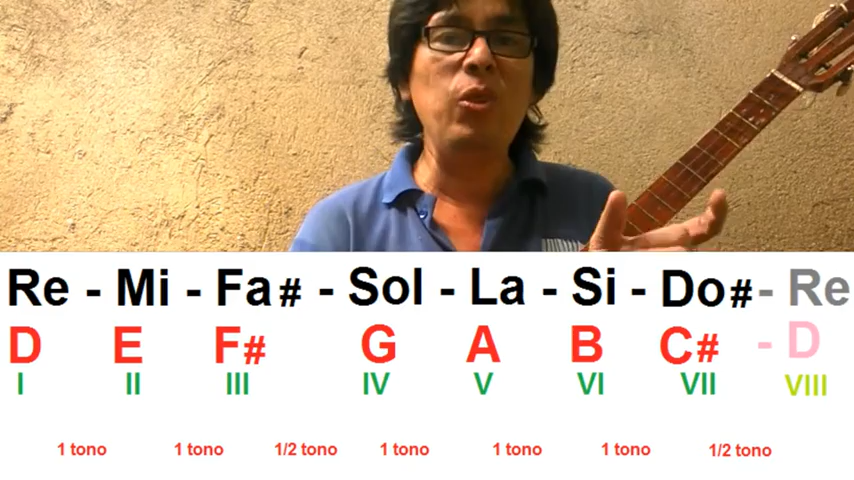 Re - Mi - Fa# - Sol - La - Si - Do# - Re
D E F# G A B C# - D
I II III IV V VI VII VIII
1 tono 1 tono 1/2 tono 1 tono 1 tono 1 tono 1/2 tono